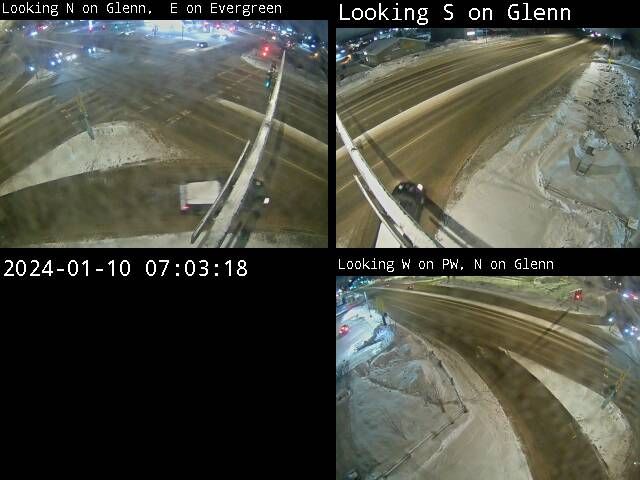 Looking N on Glenn, E on Evergreen
Looking S on Glenn
2024-01-10 07:03:18
Looking W on PW, N on Glenn